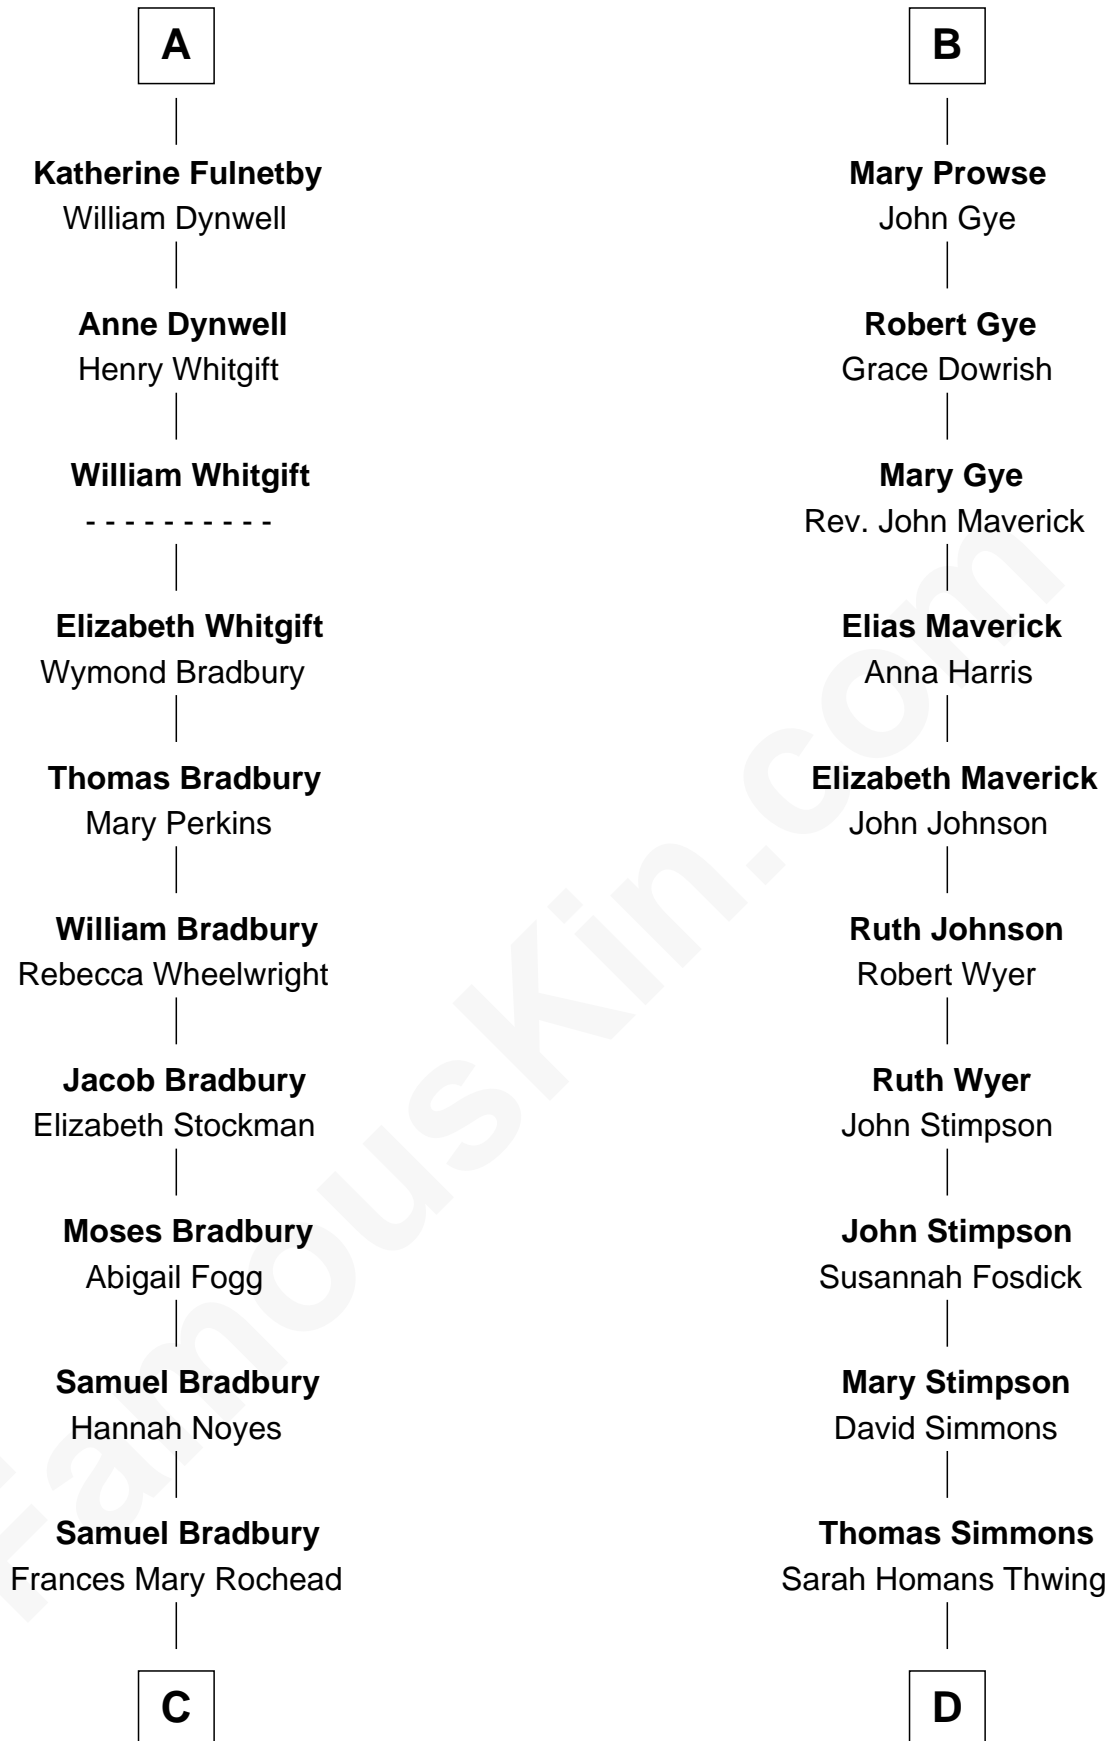 A
Katherine Fulnetby
William Dynwell
Anne Dynwell
Henry Whitgift
William Whitgift
- - - - - - - - - -
Elizabeth Whitgift
Wymond Bradbury
Thomas Bradbury
Mary Perkins
William Bradbury
Rebecca Wheelwright
Jacob Bradbury
Elizabeth Stockman
Moses Bradbury
Abigail Fogg
Samuel Bradbury
Hannah Noyes
Samuel Bradbury
Frances Mary Rochead
C
B
Mary Prowse
John Gye
Robert Gye
Grace Dowrish
Mary Gye
Rev. John Maverick
Elias Maverick
Anna Harris
Elizabeth Maverick
John Johnson
Ruth Johnson
Robert Wyer
Ruth Wyer
John Stimpson
John Stimpson
Susannah Fosdick
Mary Stimpson
David Simmons
Thomas Simmons
Sarah Homans Thwing
D
FamousKin.com